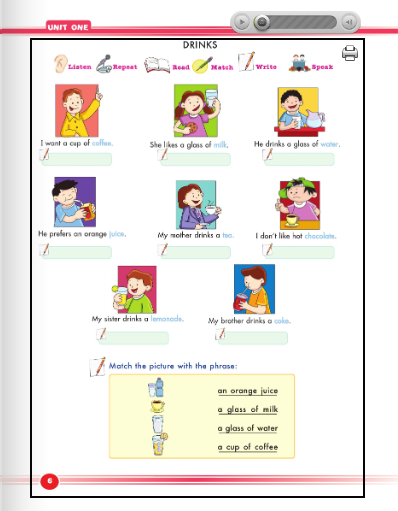 UNIT ONE
DRINKS
Listen Repeat Read Match Write Speak
I want a cup of coffee.
She likes a glass of milk.
He drinks a glass of water.
He prefers an orange juice.
My mother drinks a tea.
I don't like hot chocolate.
My sister drinks a lemonade.
My brother drinks a coke.
Match the picture with the phrase:
an orange juice
a glass of milk
a glass of water
a cup of coffee
6